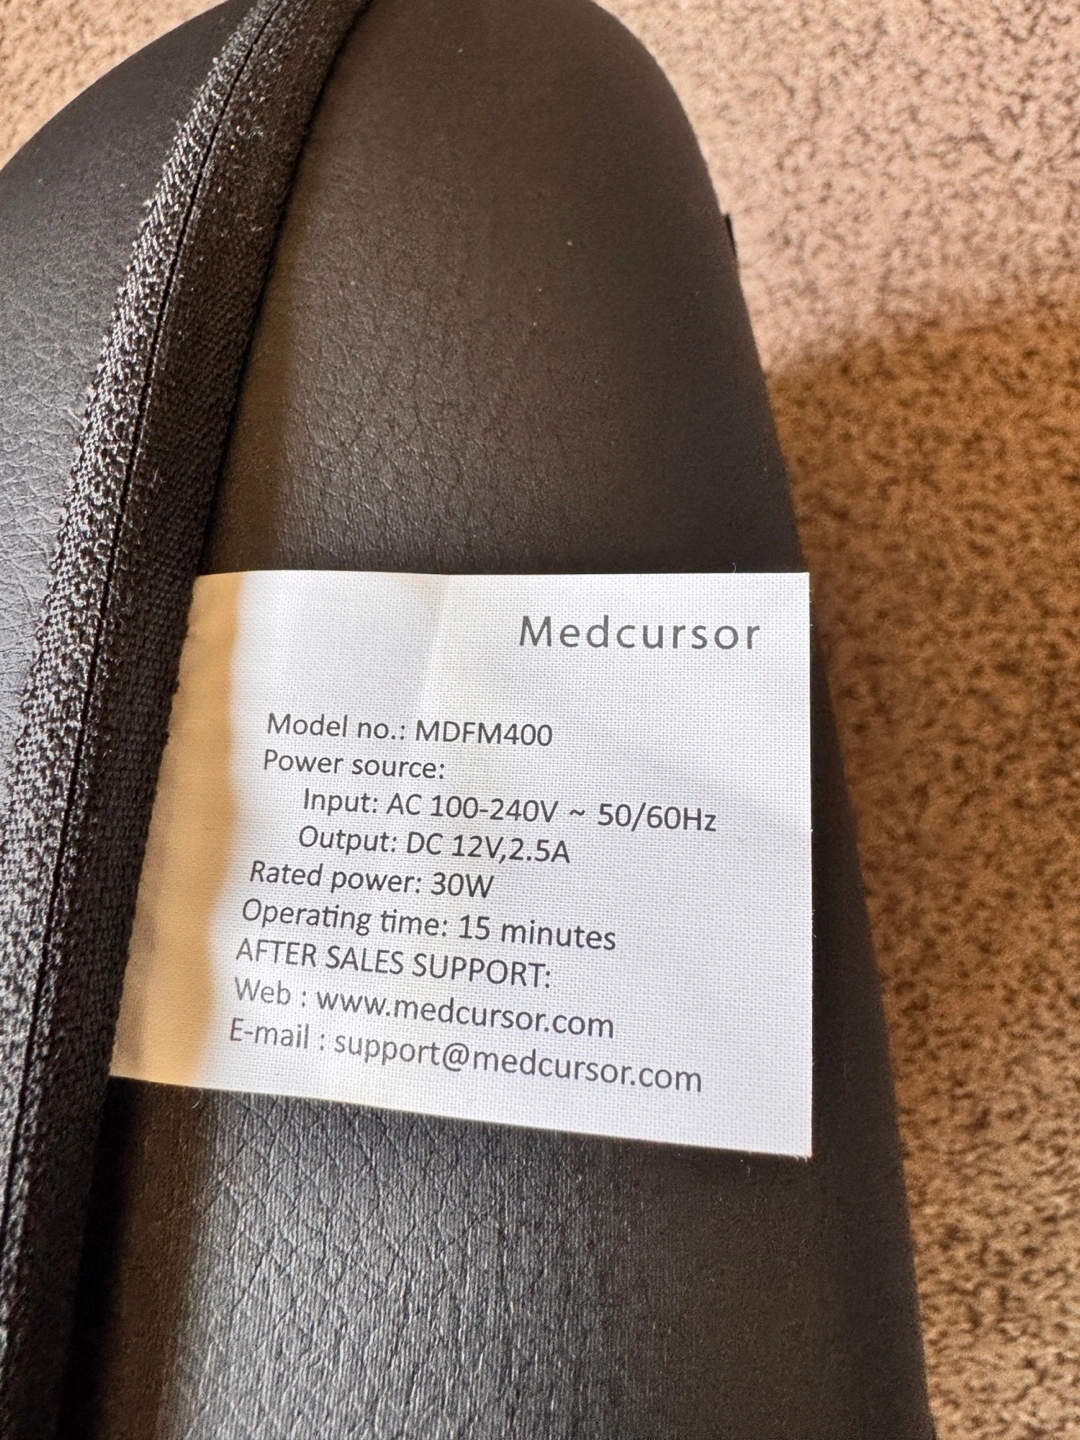 Medcursor
Model no.: MDFM400
Power source:
Input: AC 100-240V ~ 50/60Hz
Output: DC 12V,2.5A
Rated power: 30W
Operating time: 15 minutes
AFTER SALES SUPPORT:
Web : www.medcursor.com
E-mail : support@medcursor.com